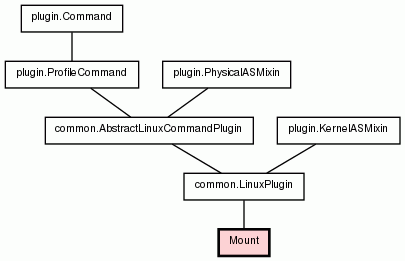 plugin.Command
plugin.ProfileCommand
plugin.PhysicalASMixin
common.AbstractLinuxCommandPlugin
plugin.KernelASMixin
common.LinuxPlugin
Mount